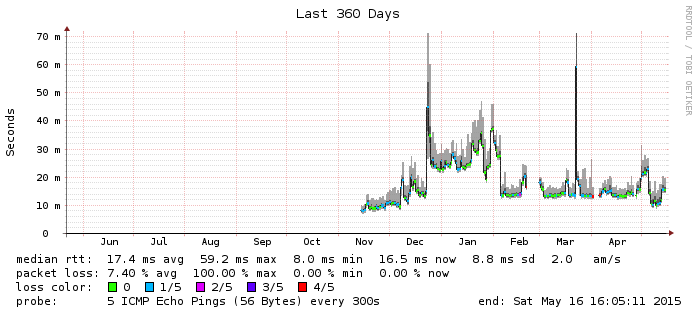 Last 360 Days
RRDTOOL / TOBI OETIKER
Seconds
70 m
60 m
50 m
40 m
30 m
20 m
10 m
0
Jun Jul Aug Sep Oct Nov Dec Jan Feb Mar Apr
median rtt: 17.4 ms avg 59.2 ms max 8.0 ms min 16.5 ms now 8.8 ms sd 2.0 am/s
packet loss: 7.40 % avg 100.00 % max 0.00 % min 0.00 % now
loss color: 0 1/5 2/5 3/5 4/5
probe: 5 ICMP Echo Pings (56 Bytes) every 300s end: Sat May 16 16:05:11 2015